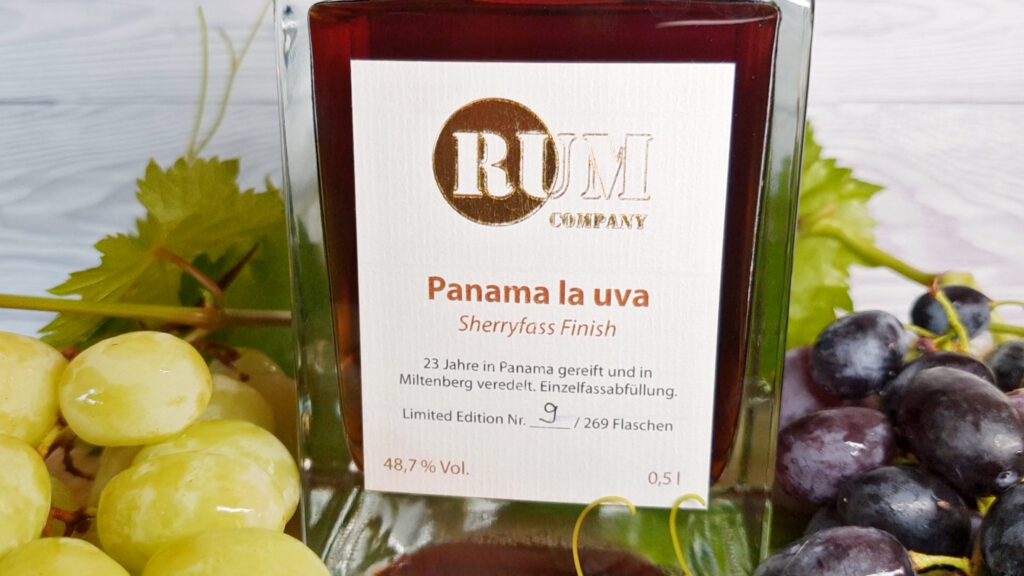 RUM
COMPANY
Panama la uva
Sherryfass Finish
23 Jahre in Panama gereift und in
Miltenberg veredelt. Einzelfassabfüllung.
Limited Edition Nr. 9 / 269 Flaschen
48,7 % Vol. 0,5 l